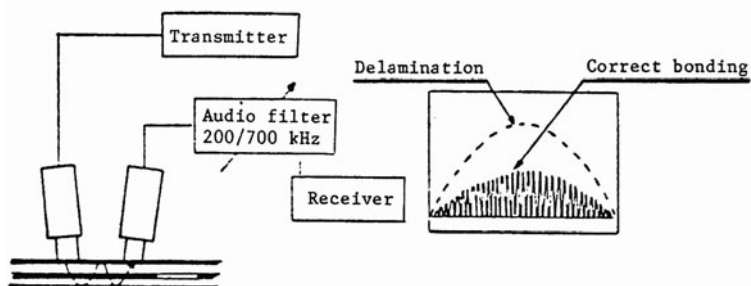 Transmitter
Delamination
Correct bonding
Audio filter
200/700 kHz
Receiver